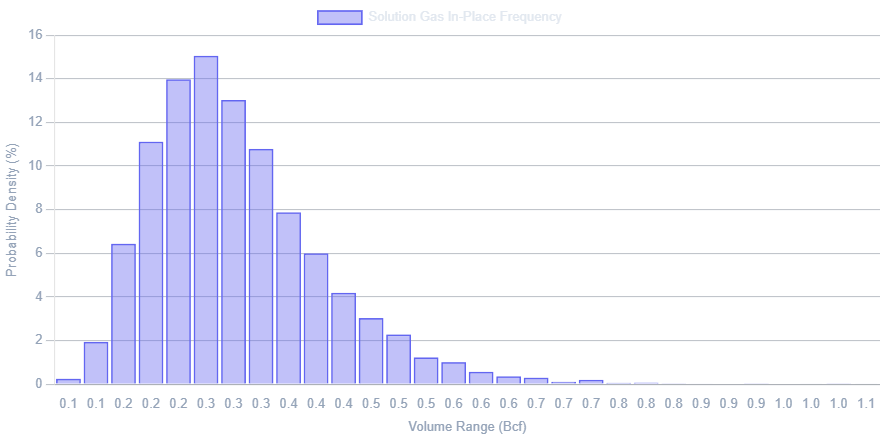 Solution Gas In-Place Frequency
16
14
12
10
8
6
4
2
0
Probability Density (%)
0.1 0.1 0.2 0.2 0.2 0.3 0.3 0.3 0.4 0.4 0.4 0.5 0.5 0.5 0.6 0.6 0.6 0.7 0.7 0.7 0.8 0.8 0.8 0.9 0.9 0.9 1.0 1.0 1.0 1.1
Volume Range (Bcf)